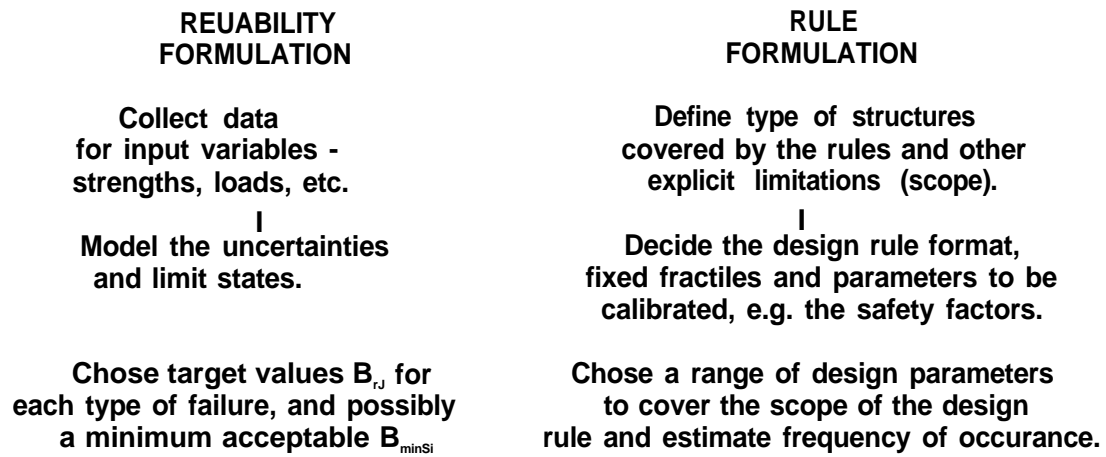 REUABILITY
FORMULATION
Collect data
for input variables -
strengths, loads, etc.
I
Model the uncertainties
and limit states.
Chose target values B_rJ for
each type of failure, and possibly
a minimum acceptable B_minSi
RULE
FORMULATION
Define type of structures
covered by the rules and other
explicit limitations (scope).
I
Decide the design rule format,
fixed fractiles and parameters to be
calibrated, e.g. the safety factors.
Chose a range of design parameters
to cover the scope of the design
rule and estimate frequency of occurance.